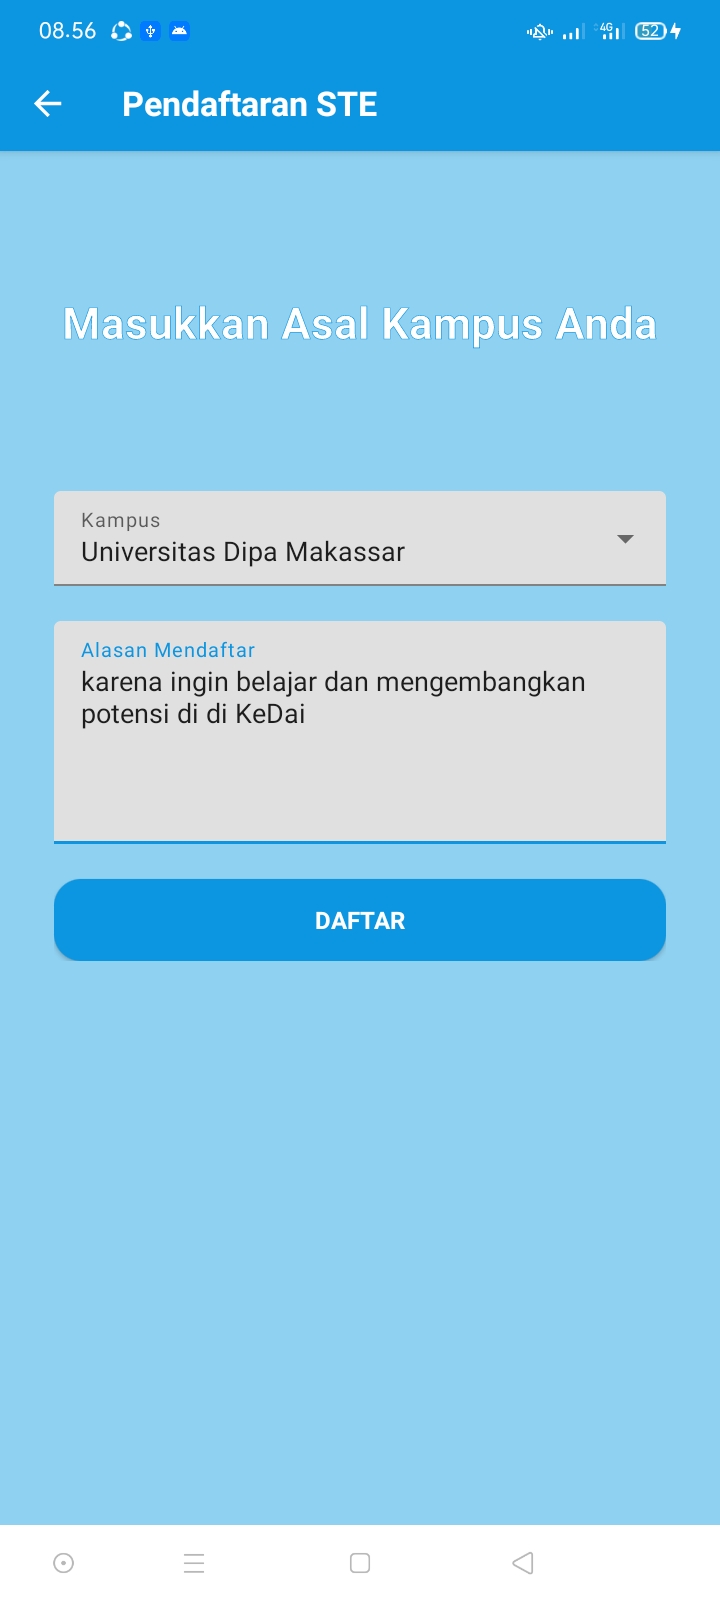 08.56
4G
52
Pendaftaran STE
Masukkan Asal Kampus Anda
Kampus
Universitas Dipa Makassar
Alasan Mendaftar
karena ingin belajar dan mengembangkan
potensi di di KeDai
DAFTAR